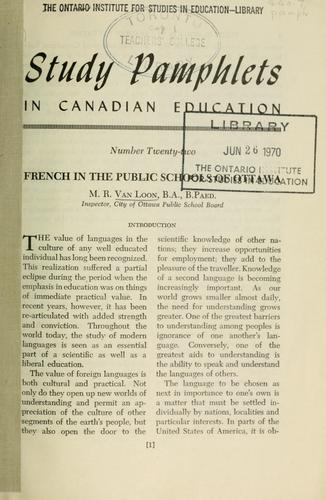 THE ONTARIO INSTITUTE FOR STUDIES IN EDUCATION—LIBRARY
TORONTO
TEACHERS' COLLEGE
Study Pamphlets
IN CANADIAN EDUCATION
LIBRARY
Number Twenty-two
JUN 26 1970
THE ONTARIO INSTITUTE
FOR STUDIES IN EDUCATION
FRENCH IN THE PUBLIC SCHOOLS OF OTTAWA
M. R. VAN LOON, B.A., B.PAED.
Inspector, City of Ottawa Public School Board
INTRODUCTION
THE value of languages in the
culture of any well educated
individual has long been recognized.
This realization suffered a partial
eclipse during the period when the
emphasis in education was on things
of immediate practical value. In
recent years, however, it has been
re-articulated with added strength
and conviction. Throughout the
world today, the study of modern
languages is seen as an essential
part of a scientific as well as a
liberal education.
The value of foreign languages is
both cultural and practical. Not
only do they open up new worlds of
understanding and permit an ap-
preciation of the culture of other
segments of the earth's people, but
they also open the door to the
scientific knowledge of other na-
tions; they increase opportunities
for employment; they add to the
pleasure of the traveller. Knowledge
of a second language is becoming
increasingly important. As our
world grows smaller almost daily,
the need for understanding grows
greater. One of the greatest barriers
to understanding among peoples is
ignorance of one another's lan-
guage. Conversely, one of the
greatest aids to understanding is
the ability to speak and understand
the languages of others.
The language to be chosen as
next in importance to one's own is
a matter that must be settled indi-
vidually by nations, localities and
particular interests. In parts of the
United States of America, it is ob-
[1]